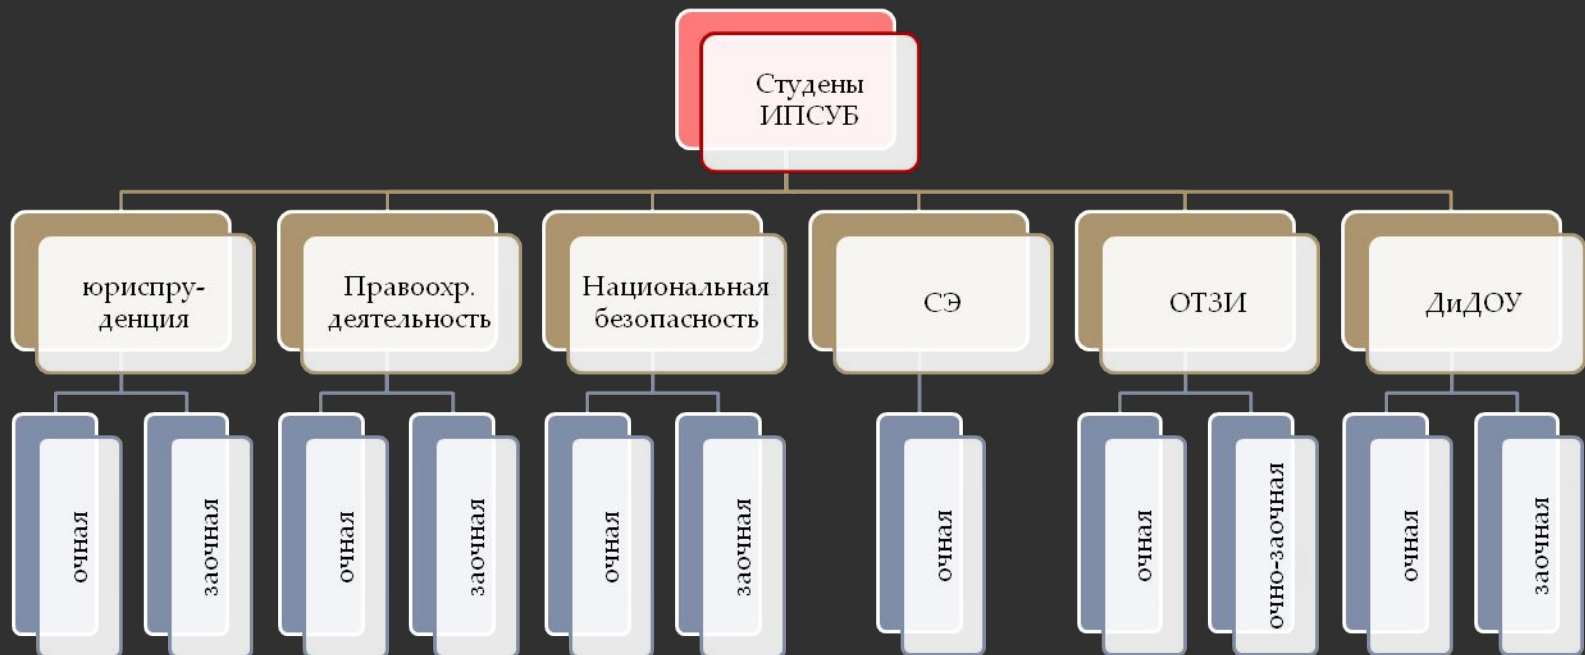 Студены
ИПСУБ
юриспру-
денция
Правоохр.
деятельность
Национальная
безопасность
СЭ
ОТЗИ
ДиДОУ
очная
заочная
очная
заочная
очная
заочная
очная
очная
очно-заочная
очная
заочная